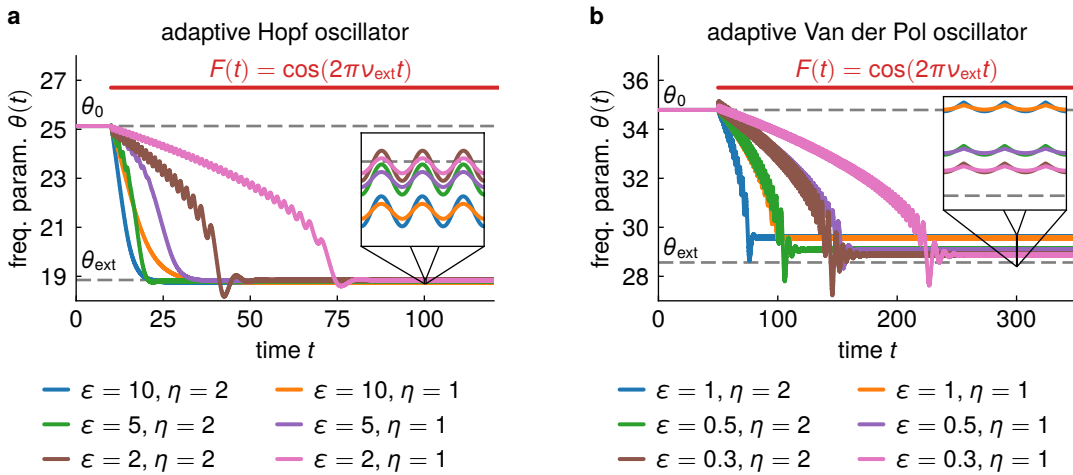 a
adaptive Hopf oscillator
F(t) = cos(2πν_ext t)
θ₀
θ_ext
freq. param. θ(t)
27
25
23
21
19
0
25
50
75
100
time t
ε = 10, η = 2
ε = 10, η = 1
ε = 5, η = 2
ε = 5, η = 1
ε = 2, η = 2
ε = 2, η = 1
b
adaptive Van der Pol oscillator
F(t) = cos(2πν_ext t)
θ₀
θ_ext
freq. param. θ(t)
36
34
32
30
28
0
100
200
300
time t
ε = 1, η = 2
ε = 1, η = 1
ε = 0.5, η = 2
ε = 0.5, η = 1
ε = 0.3, η = 2
ε = 0.3, η = 1